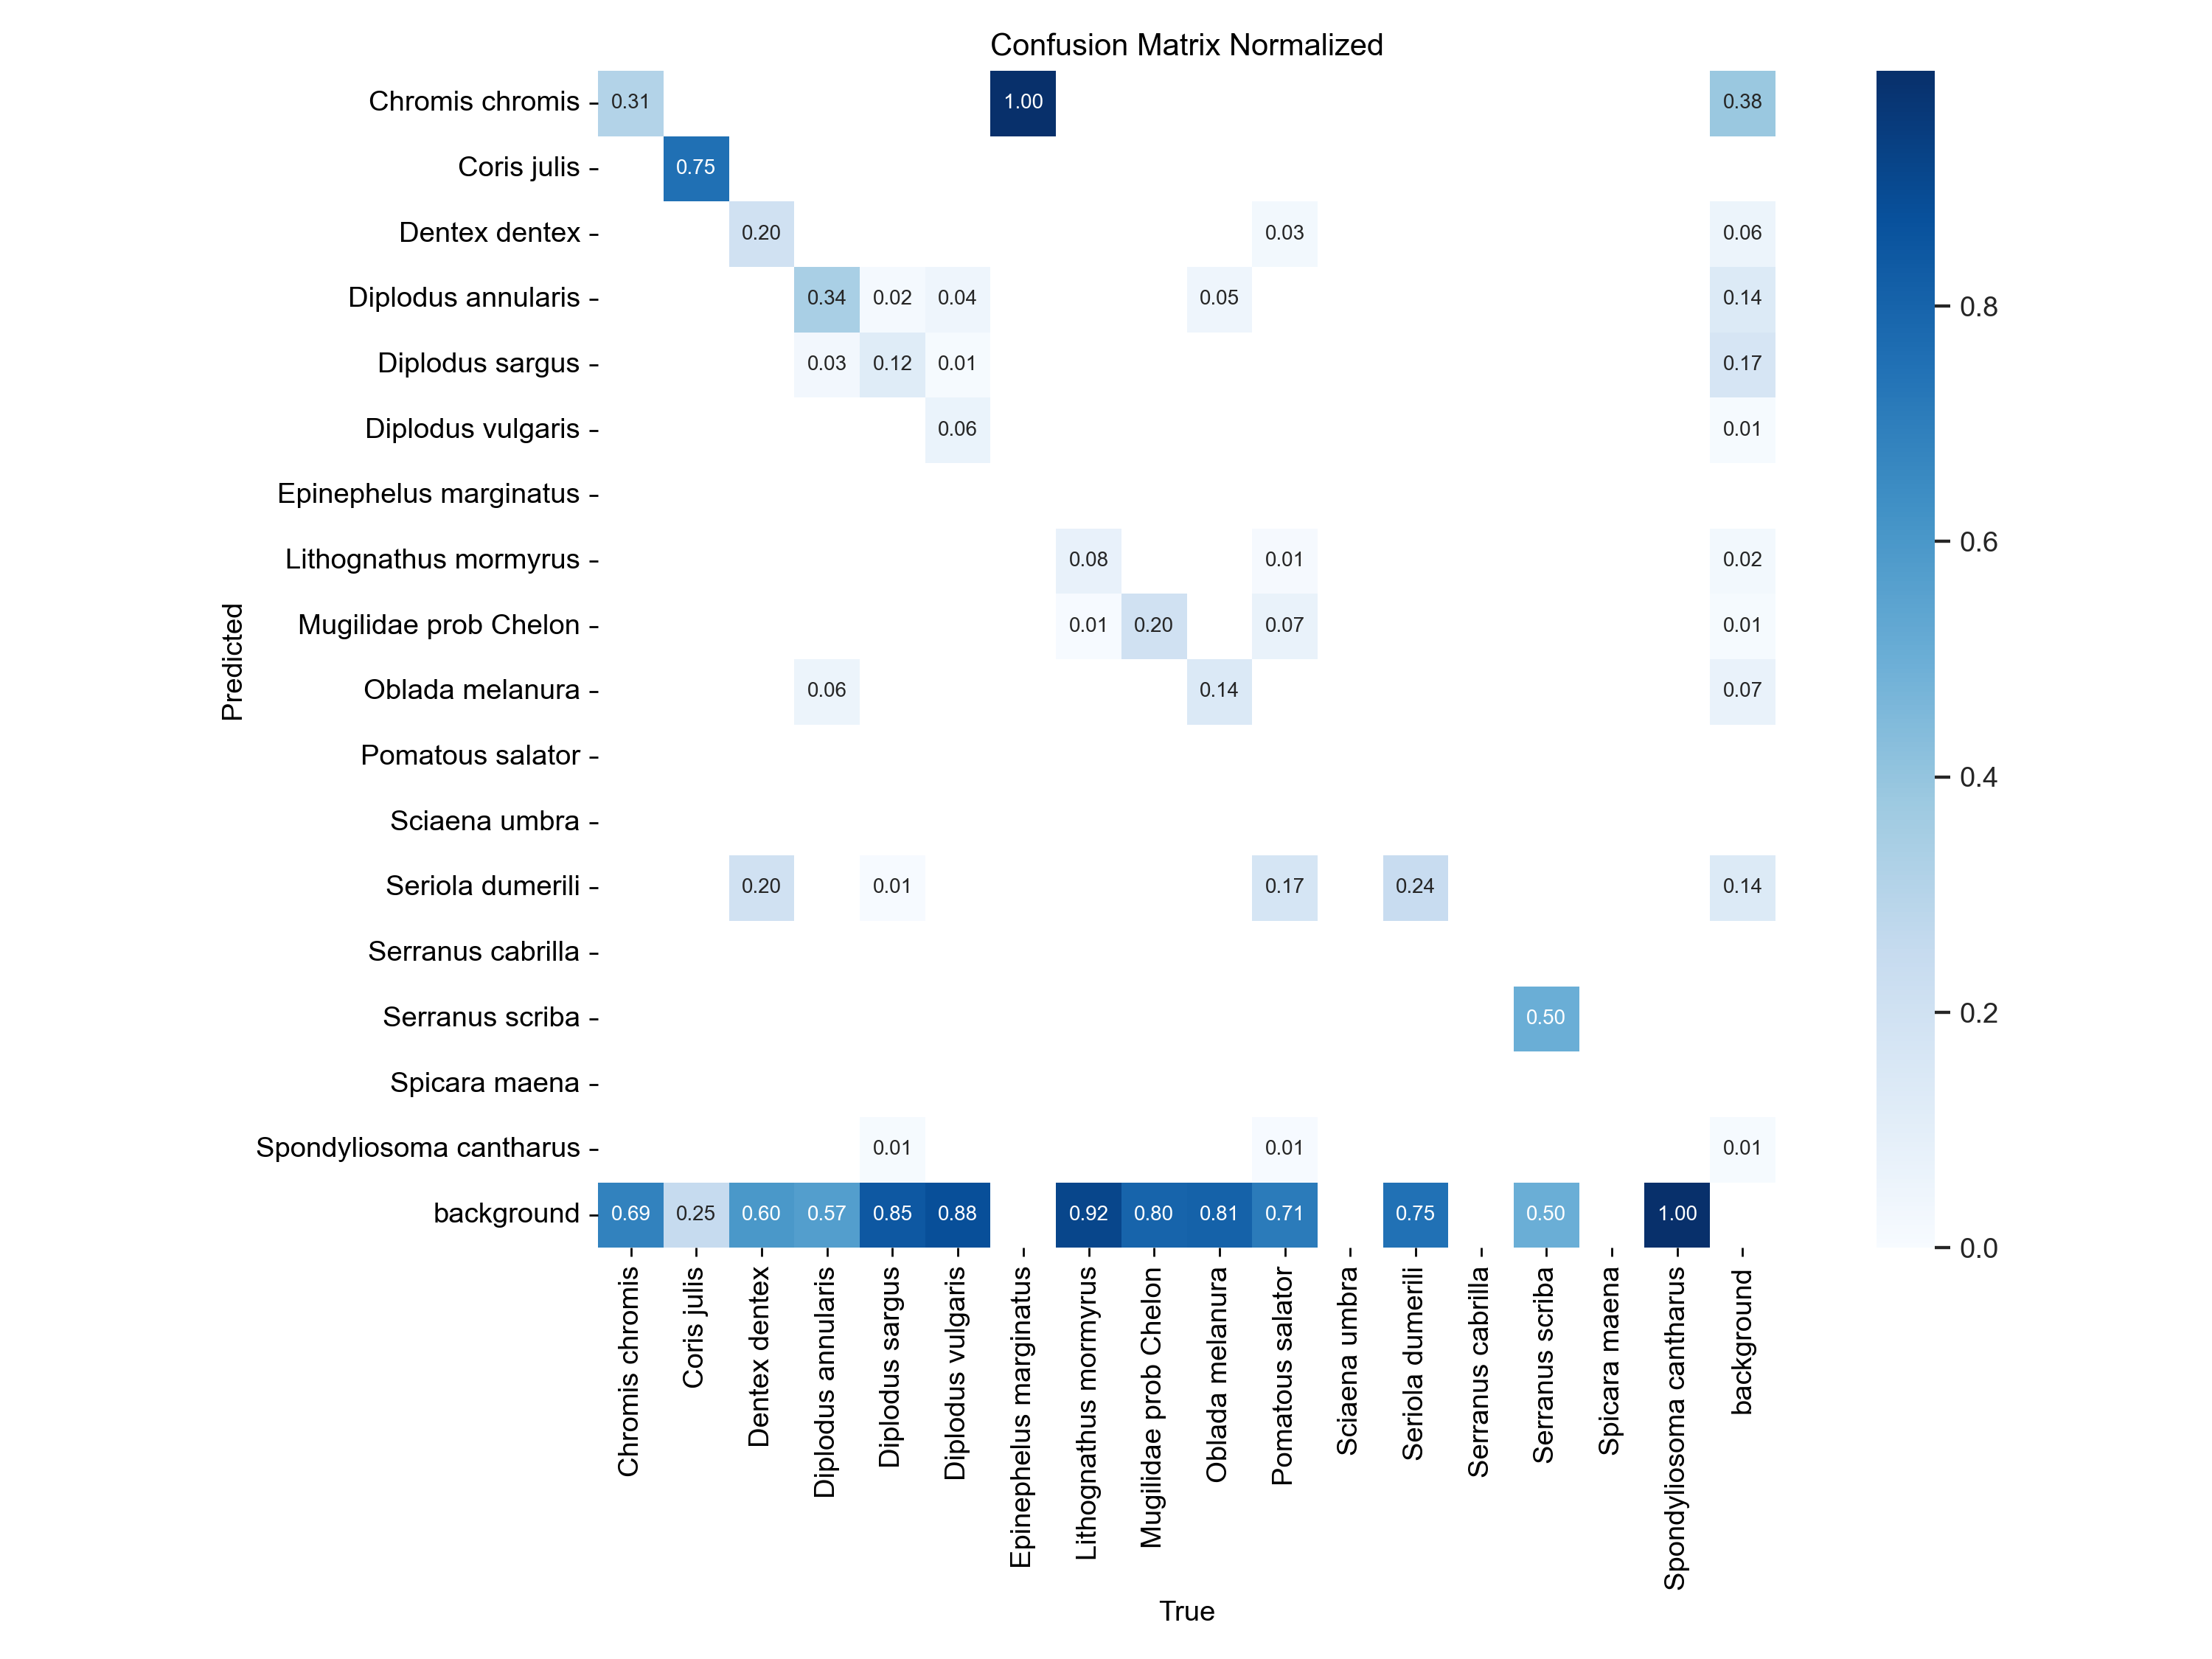 Confusion Matrix Normalized
Chromis chromis 0.31 1.00 0.38
Coris julis 0.75
Dentex dentex 0.20 0.03 0.06
Diplodus annularis 0.34 0.02 0.04 0.05 0.14
Diplodus sargus 0.03 0.12 0.01 0.17
Diplodus vulgaris 0.06 0.01
Epinephelus marginatus
Lithognathus mormyrus 0.08 0.01 0.02
Mugilidae prob Chelon 0.01 0.20 0.07 0.01
Oblada melanura 0.06 0.14 0.07
Pomatous salator
Sciaena umbra
Seriola dumerili 0.20 0.01 0.17 0.24 0.14
Serranus cabrilla
Serranus scriba 0.50
Spicara maena
Spondyliosoma cantharus 0.01 0.01 0.01
background 0.69 0.25 0.60 0.57 0.85 0.88 0.92 0.80 0.81 0.71 0.75 0.50 1.00
Predicted
Chromis chromis
Coris julis
Dentex dentex
Diplodus annularis
Diplodus sargus
Diplodus vulgaris
Epinephelus marginatus
Lithognathus mormyrus
Mugilidae prob Chelon
Oblada melanura
Pomatous salator
Sciaena umbra
Seriola dumerili
Serranus cabrilla
Serranus scriba
Spicara maena
Spondyliosoma cantharus
background
True
0.8
0.6
0.4
0.2
0.0